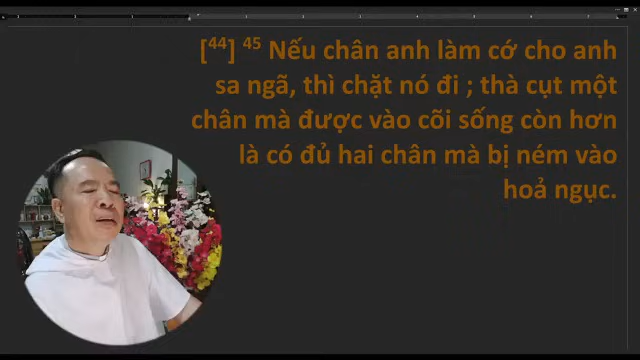 [⁴⁴] ⁴⁵ Nếu chân anh làm cớ cho anh
sa ngã, thì chặt nó đi ; thà cụt một
chân mà được vào cõi sống còn hơn
là có đủ hai chân mà bị ném vào
hoả ngục.